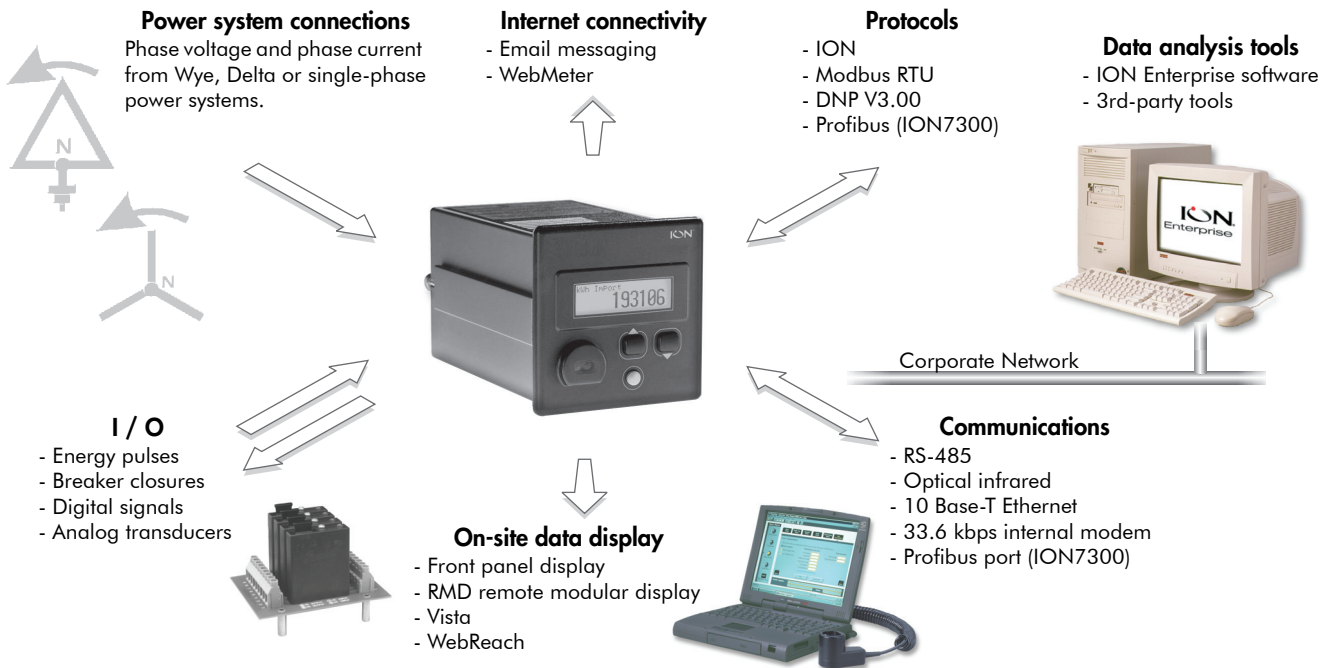 Power system connections
Phase voltage and phase current
from Wye, Delta or single-phase
power systems.
N
N
Internet connectivity
- Email messaging
- WebMeter
Protocols
- ION
- Modbus RTU
- DNP V3.00
- Profibus (ION7300)
Data analysis tools
- ION Enterprise software
- 3rd-party tools
ION
Enterprise
ION
kWh Import
193106
Corporate Network
I / O
- Energy pulses
- Breaker closures
- Digital signals
- Analog transducers
On-site data display
- Front panel display
- RMD remote modular display
- Vista
- WebReach
Communications
- RS-485
- Optical infrared
- 10 Base-T Ethernet
- 33.6 kbps internal modem
- Profibus port (ION7300)